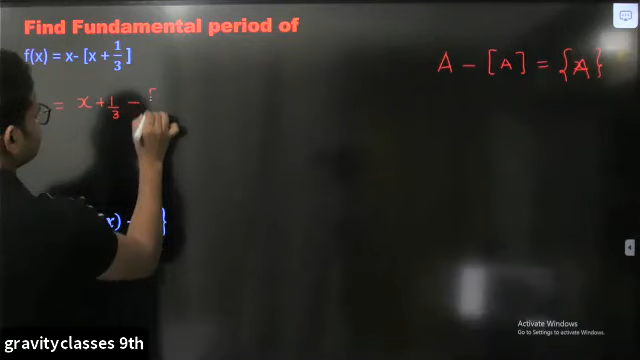 Find Fundamental period of
f(x) = x- [x + 1/3 ]
A - [A] = {A}
= x + 1/3 - [
x) - }
Activate Windows
Go to Settings to activate Windows.
gravityclasses 9th